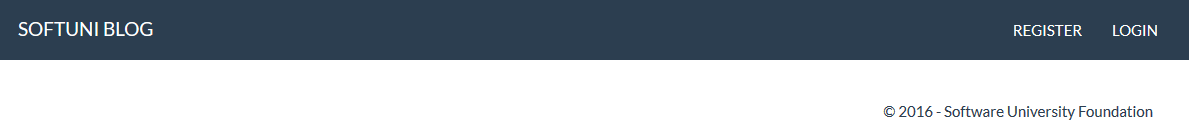 SOFTUNI BLOG REGISTER LOGIN
© 2016 - Software University Foundation